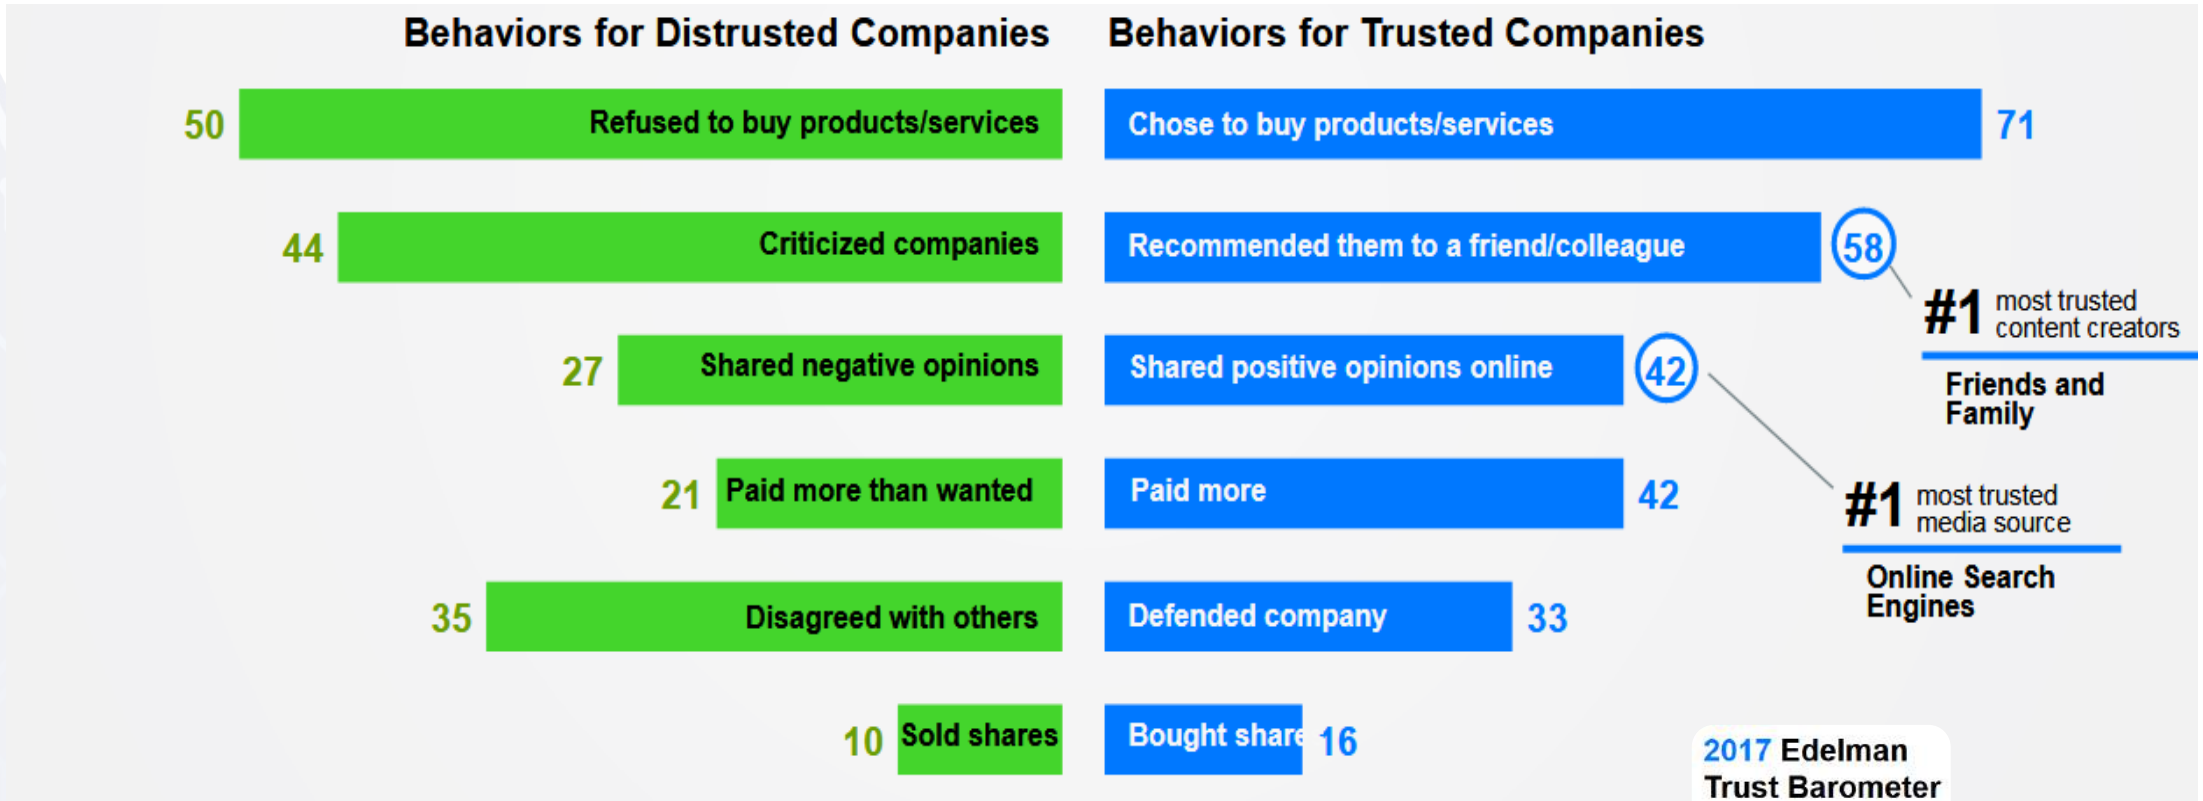 Behaviors for Distrusted Companies
Behaviors for Trusted Companies
50 Refused to buy products/services
Chose to buy products/services 71
44 Criticized companies
Recommended them to a friend/colleague 58
#1 most trusted
content creators
Friends and
Family
27 Shared negative opinions
Shared positive opinions online 42
#1 most trusted
media source
Online Search
Engines
21 Paid more than wanted
Paid more 42
35 Disagreed with others
Defended company 33
10 Sold shares
Bought share 16
2017 Edelman
Trust Barometer